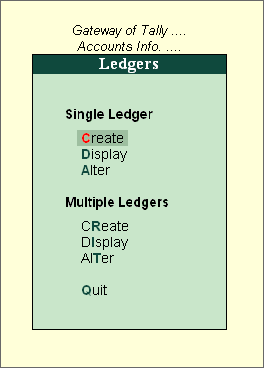 Gateway of Tally ....
Accounts Info. ....
Ledgers
Single Ledger
Create
Display
Alter
Multiple Ledgers
CReate
DIsplay
AlTer
Quit